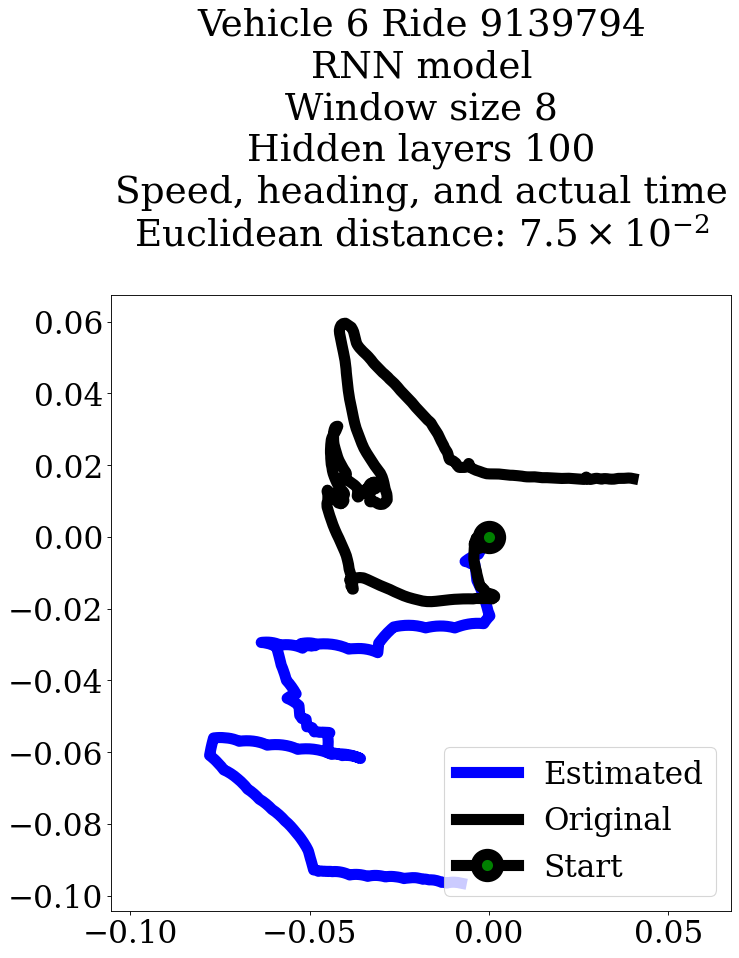 Vehicle 6 Ride 9139794
RNN model
Window size 8
Hidden layers 100
Speed, heading, and actual time
Euclidean distance: 7.5 × 10⁻²
0.06
0.04
0.02
0.00
−0.02
−0.04
−0.06
−0.08
−0.10
Estimated
Original
Start
−0.10 −0.05 0.00 0.05